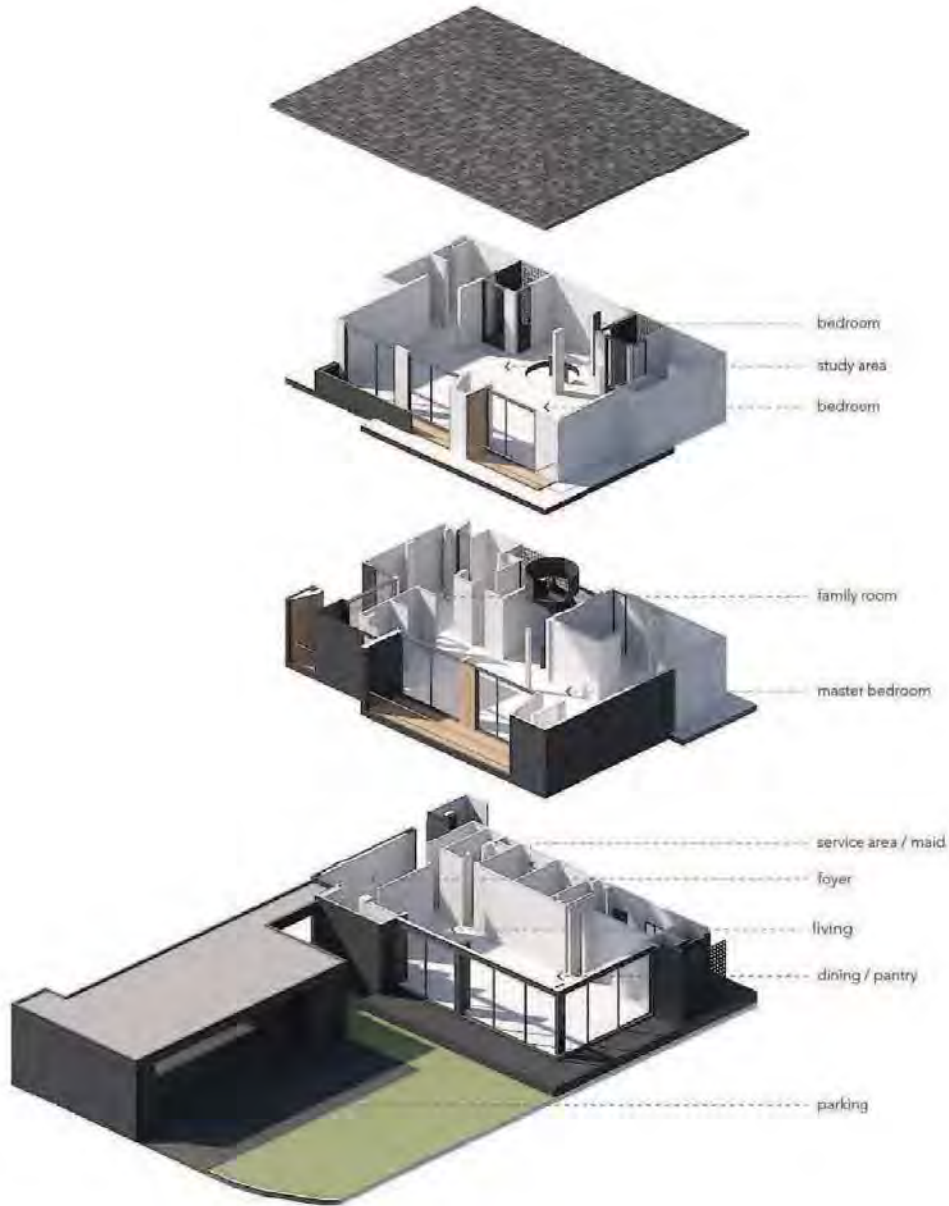 bedroom
study area
bedroom
family room
master bedroom
service area / maid
foyer
living
dining / pantry
parking